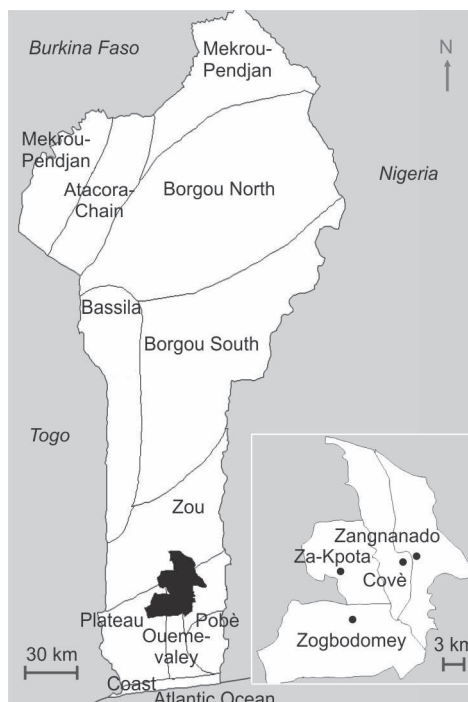 Burkina Faso
Mekrou-
Pendjan
N
Mekrou-
Pendjan
Nigeria
Atacora-
Chain
Borgou North
Bassila
Borgou South
Togo
Zou
Zangnanado
Za-Kpota
Covè
Plateau
Pobè
Oueme-
valey
Zogbodomey
30 km
3 km
Coast
Atlantic Ocean